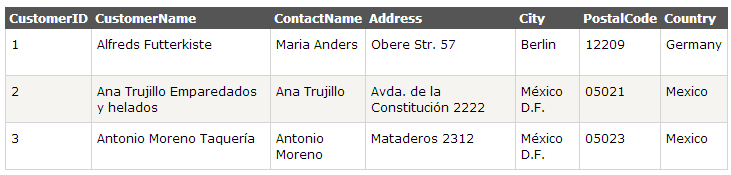 CustomerID CustomerName ContactName Address City PostalCode Country
1 Alfreds Futterkiste Maria Anders Obere Str. 57 Berlin 12209 Germany
2 Ana Trujillo Emparedados Ana Trujillo Avda. de la México 05021 Mexico
y helados Constitución 2222 D.F.
3 Antonio Moreno Taquería Antonio Mataderos 2312 México 05023 Mexico
Moreno D.F.